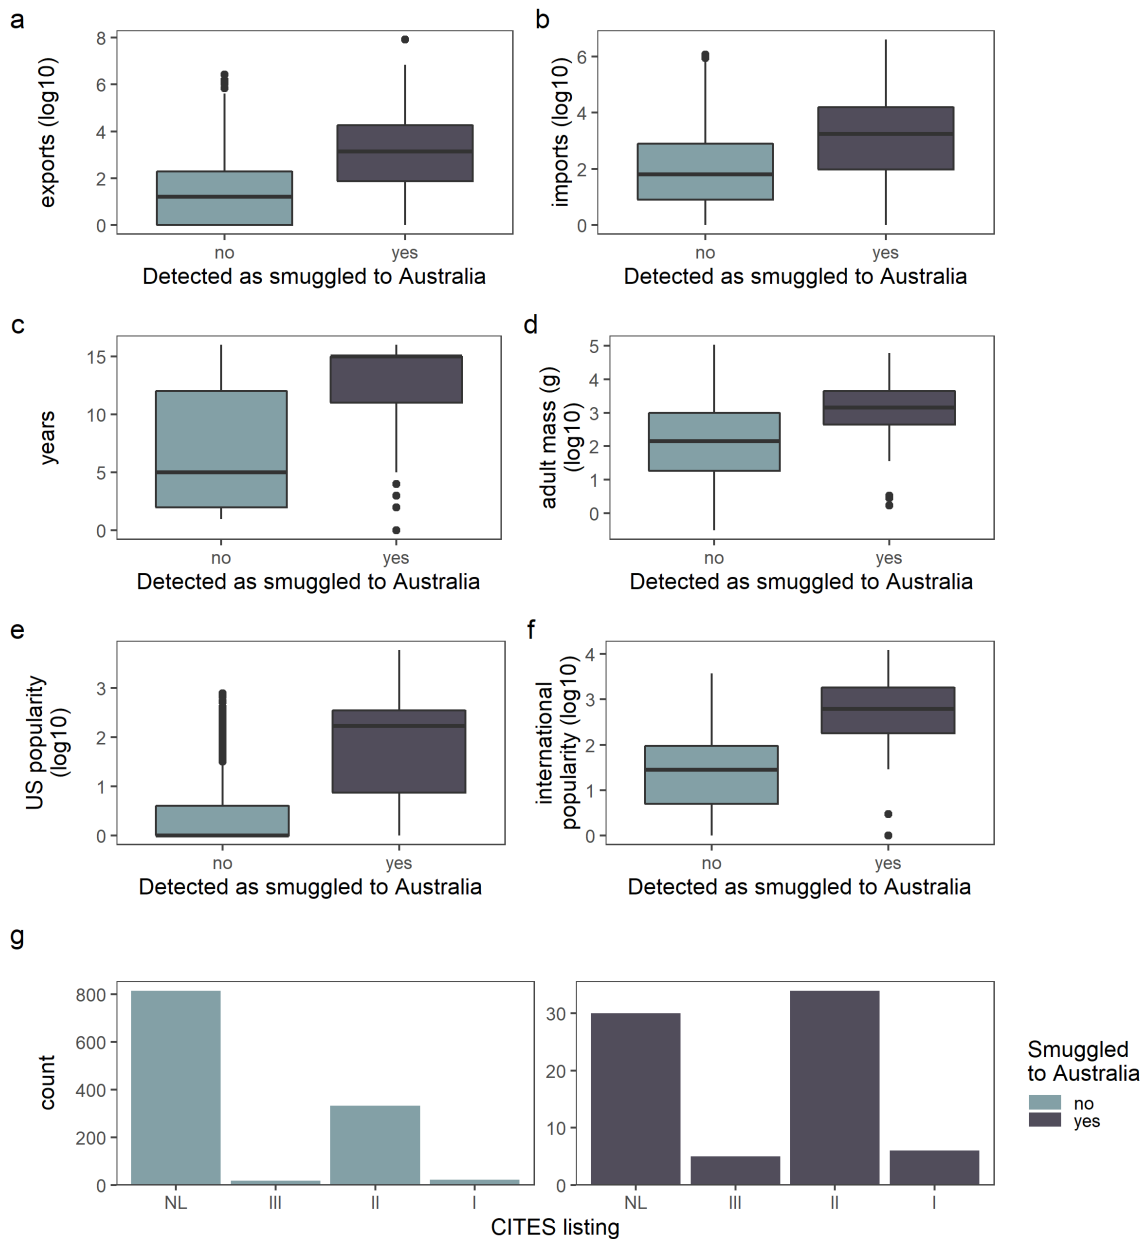 a
exports (log10)
8
6
4
2
0
no
yes
Detected as smuggled to Australia
b
imports (log10)
6
4
2
0
no
yes
Detected as smuggled to Australia
c
years
15
10
5
0
no
yes
Detected as smuggled to Australia
d
adult mass (g)
(log10)
5
4
3
2
1
0
no
yes
Detected as smuggled to Australia
e
US popularity
(log10)
3
2
1
0
no
yes
Detected as smuggled to Australia
f
international
popularity (log10)
4
3
2
1
0
no
yes
Detected as smuggled to Australia
g
count
800
600
400
200
0
NL
III
II
I
30
20
10
0
NL
III
II
I
CITES listing
Smuggled
to Australia
no
yes